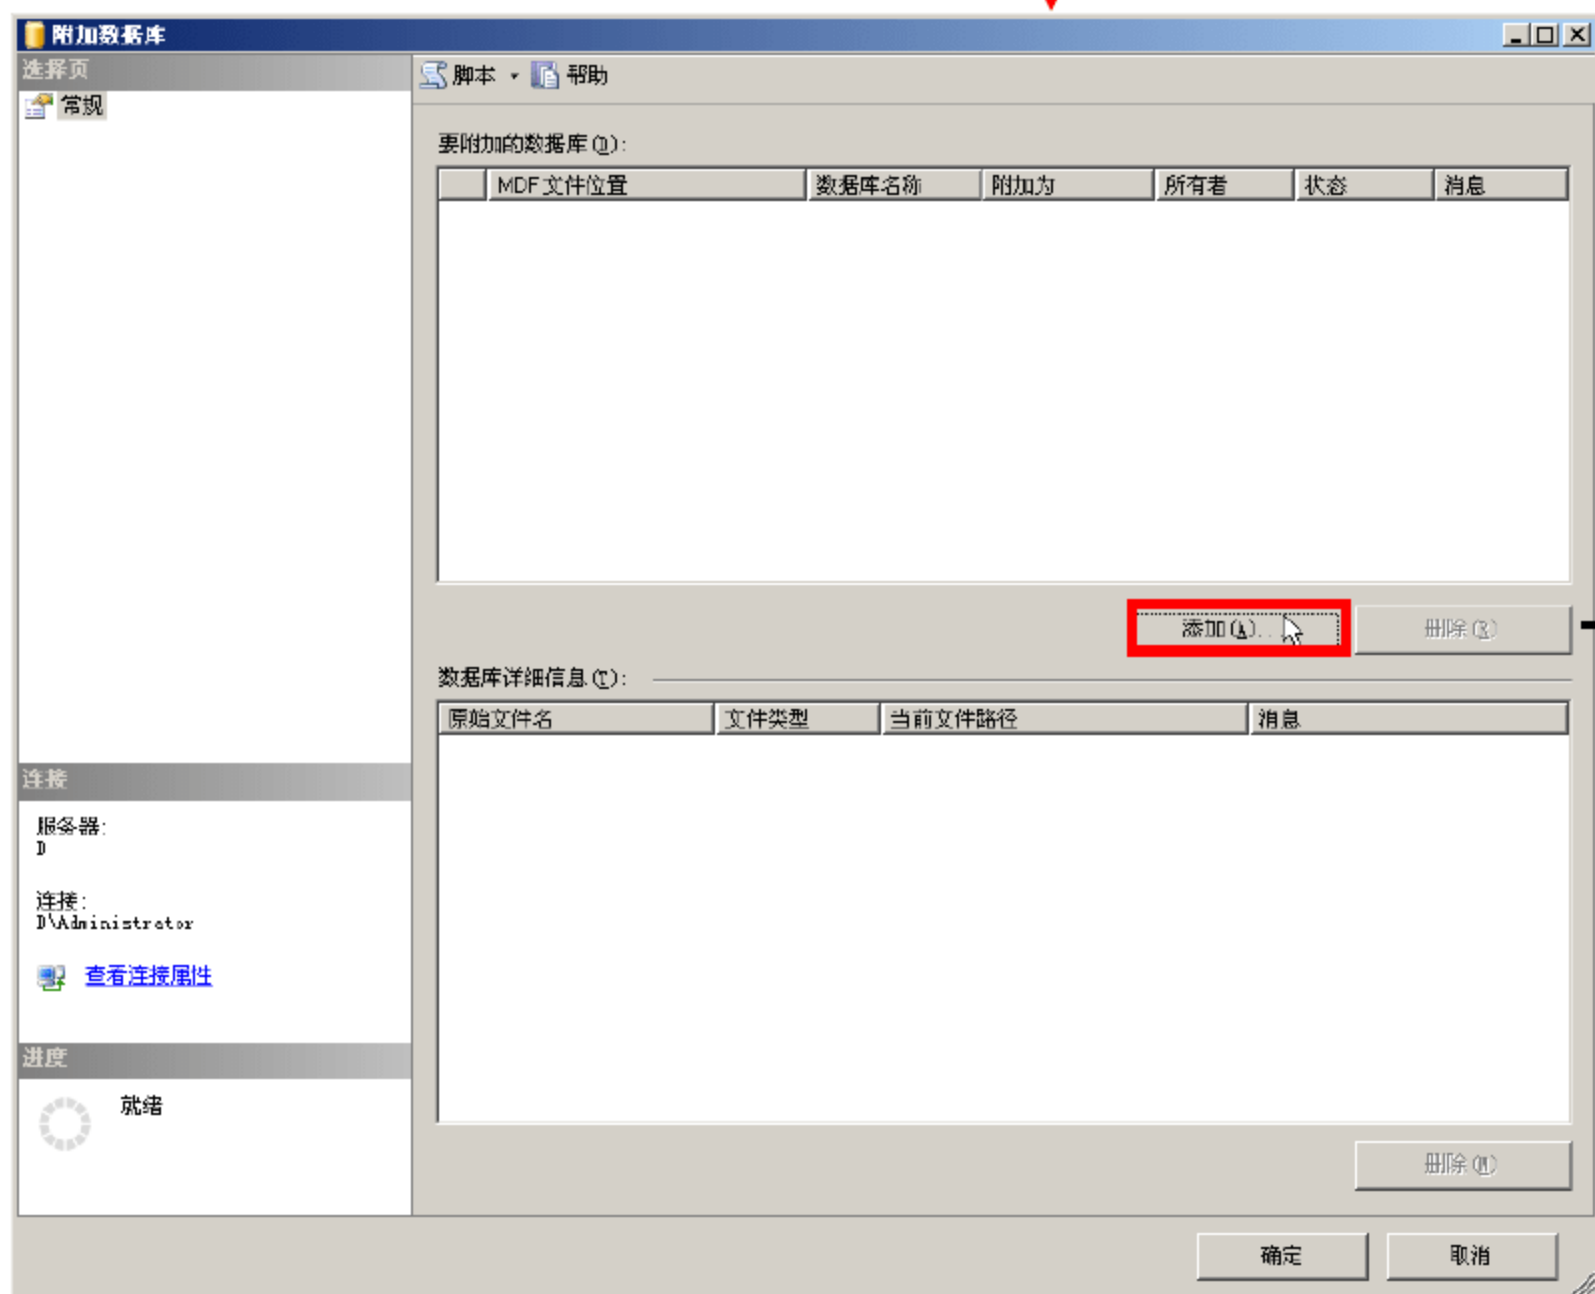 附加数据库
选择页
常规
脚本 帮助
要附加的数据库(D):
MDF 文件位置 数据库名称 附加为 所有者 状态 消息
添加(A)... 删除(R)
数据库详细信息(T):
原始文件名 文件类型 当前文件路径 消息
连接
服务器:
D
连接:
D\Administrator
查看连接属性
进度
就绪
删除(M)
确定 取消